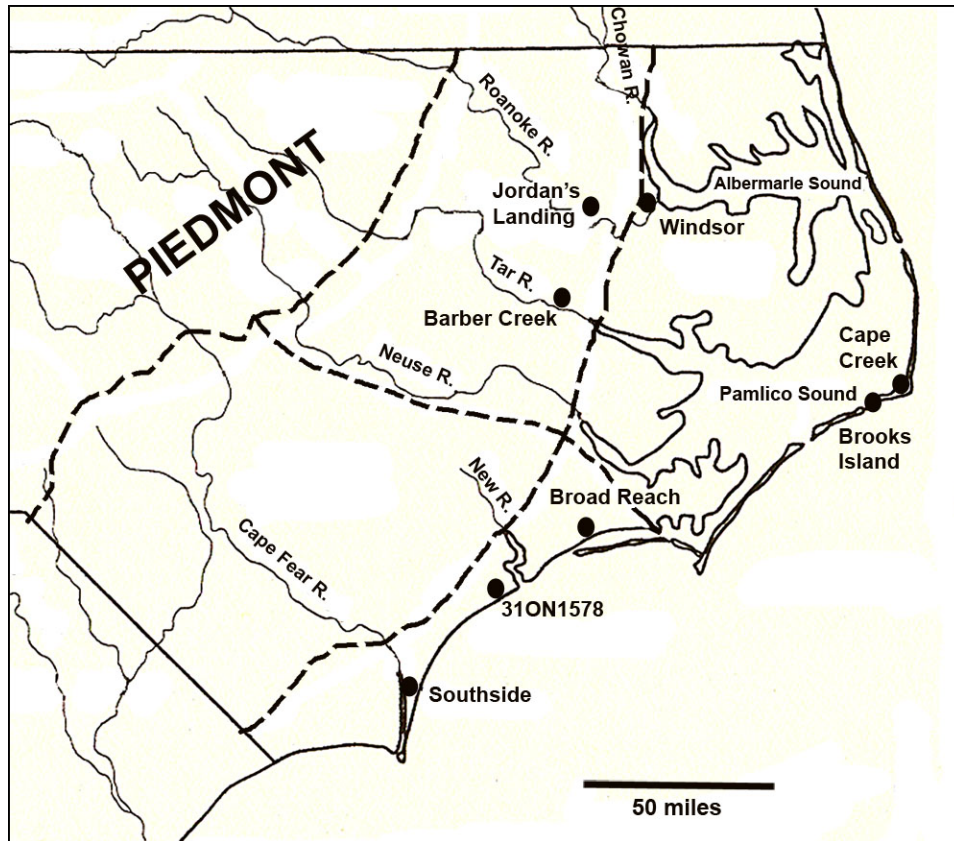 Chowan R.
Roanoke R.
PIEDMONT
Albermarle Sound
Jordan's
Landing
Windsor
Tar R.
Barber Creek
Cape
Creek
Neuse R.
Pamlico Sound
Brooks
Island
New R.
Broad Reach
Cape Fear R.
31ON1578
Southside
50 miles